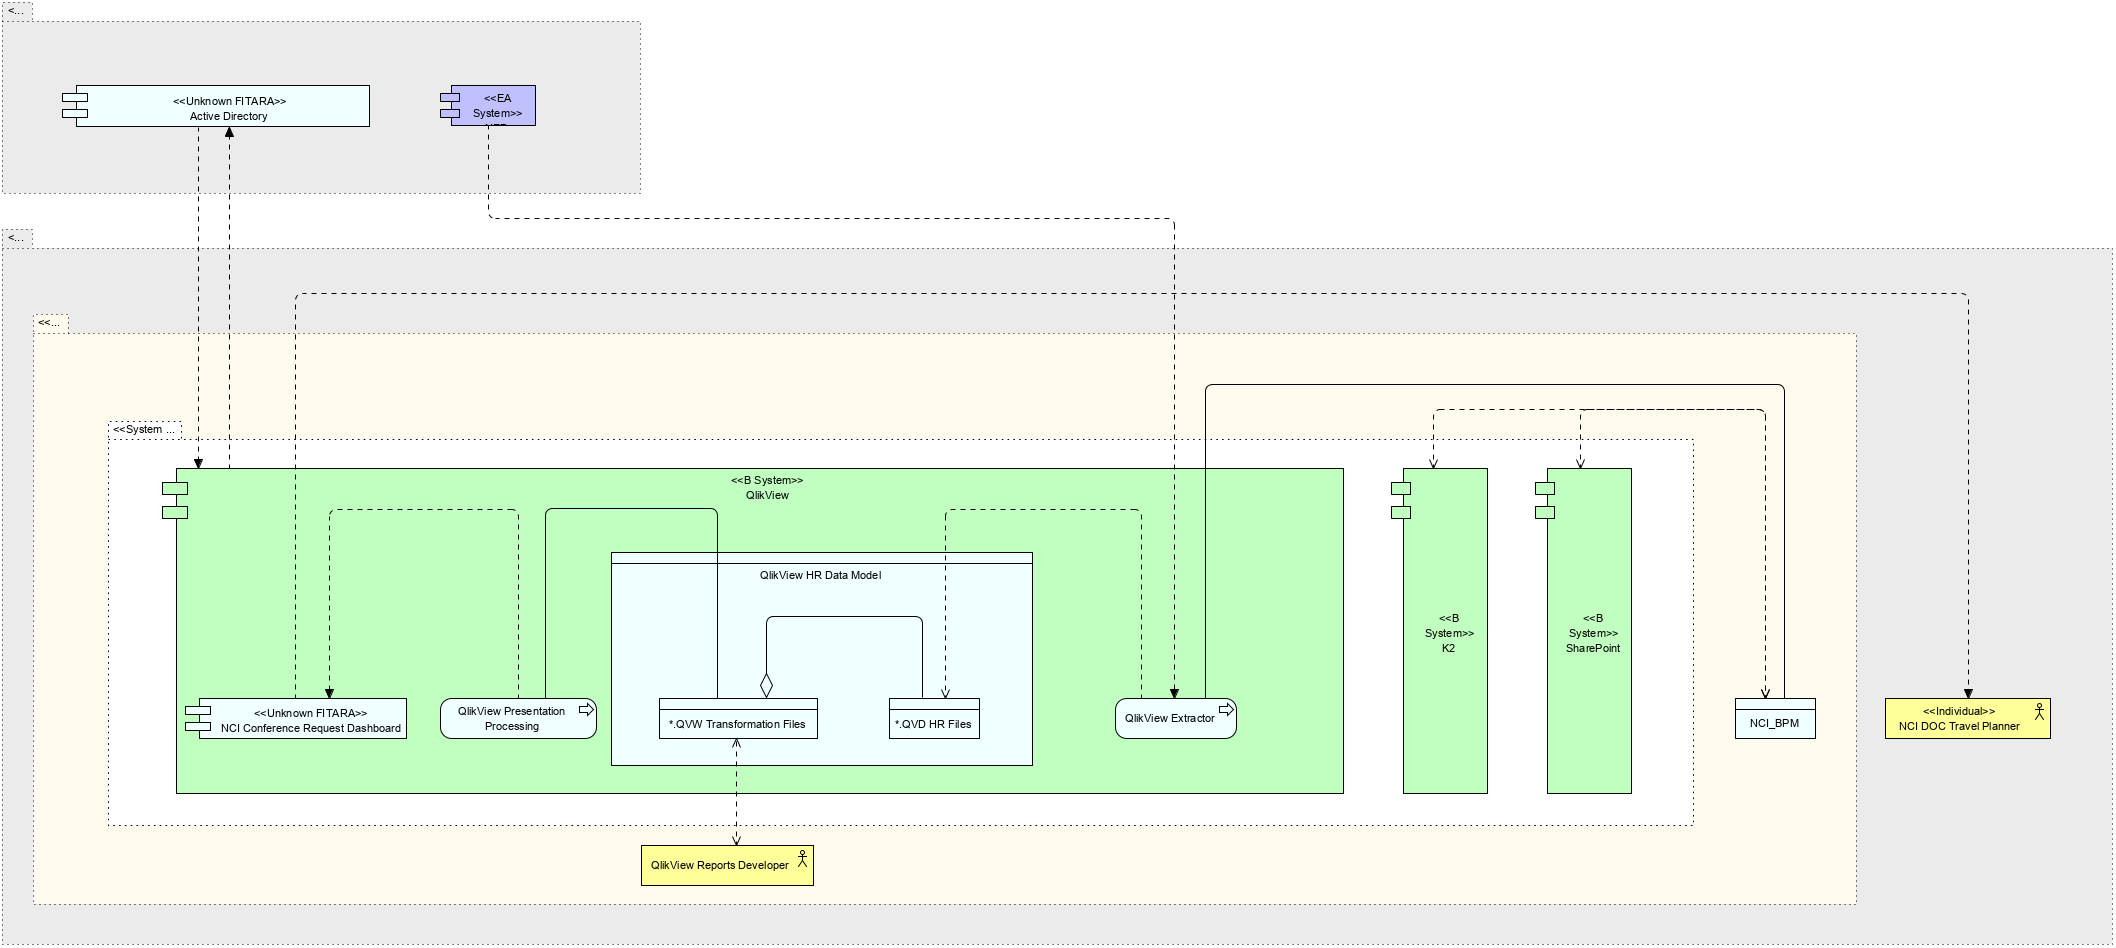 <...
<<Unknown FITARA>>
Active Directory
<<EA
System>>
<...
<<...
<<System ...
<<B System>>
QlikView
QlikView HR Data Model
<<Unknown FITARA>>
NCI Conference Request Dashboard
QlikView Presentation
Processing
*.QVW Transformation Files
*.QVD HR Files
QlikView Extractor
<<B
System>>
K2
<<B
System>>
SharePoint
NCI_BPM
<<Individual>>
NCI DOC Travel Planner
QlikView Reports Developer